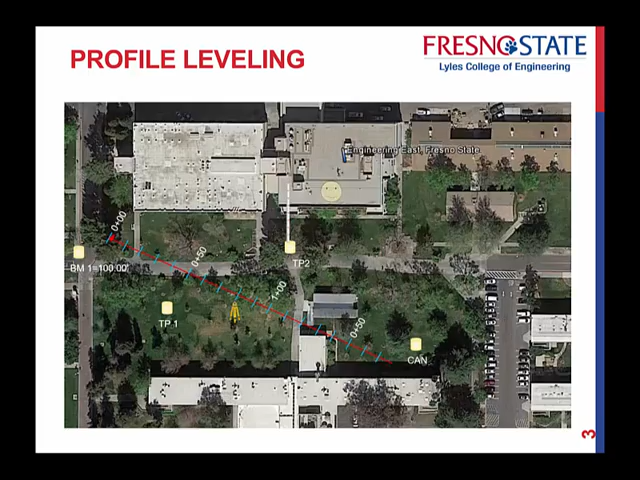 PROFILE LEVELING
FRESNO STATE
Lyles College of Engineering
Engineering East, Fresno State
0+00
0+50
BM 1=100.00'
TP2
1+00
TP 1
0+50
CAN
3